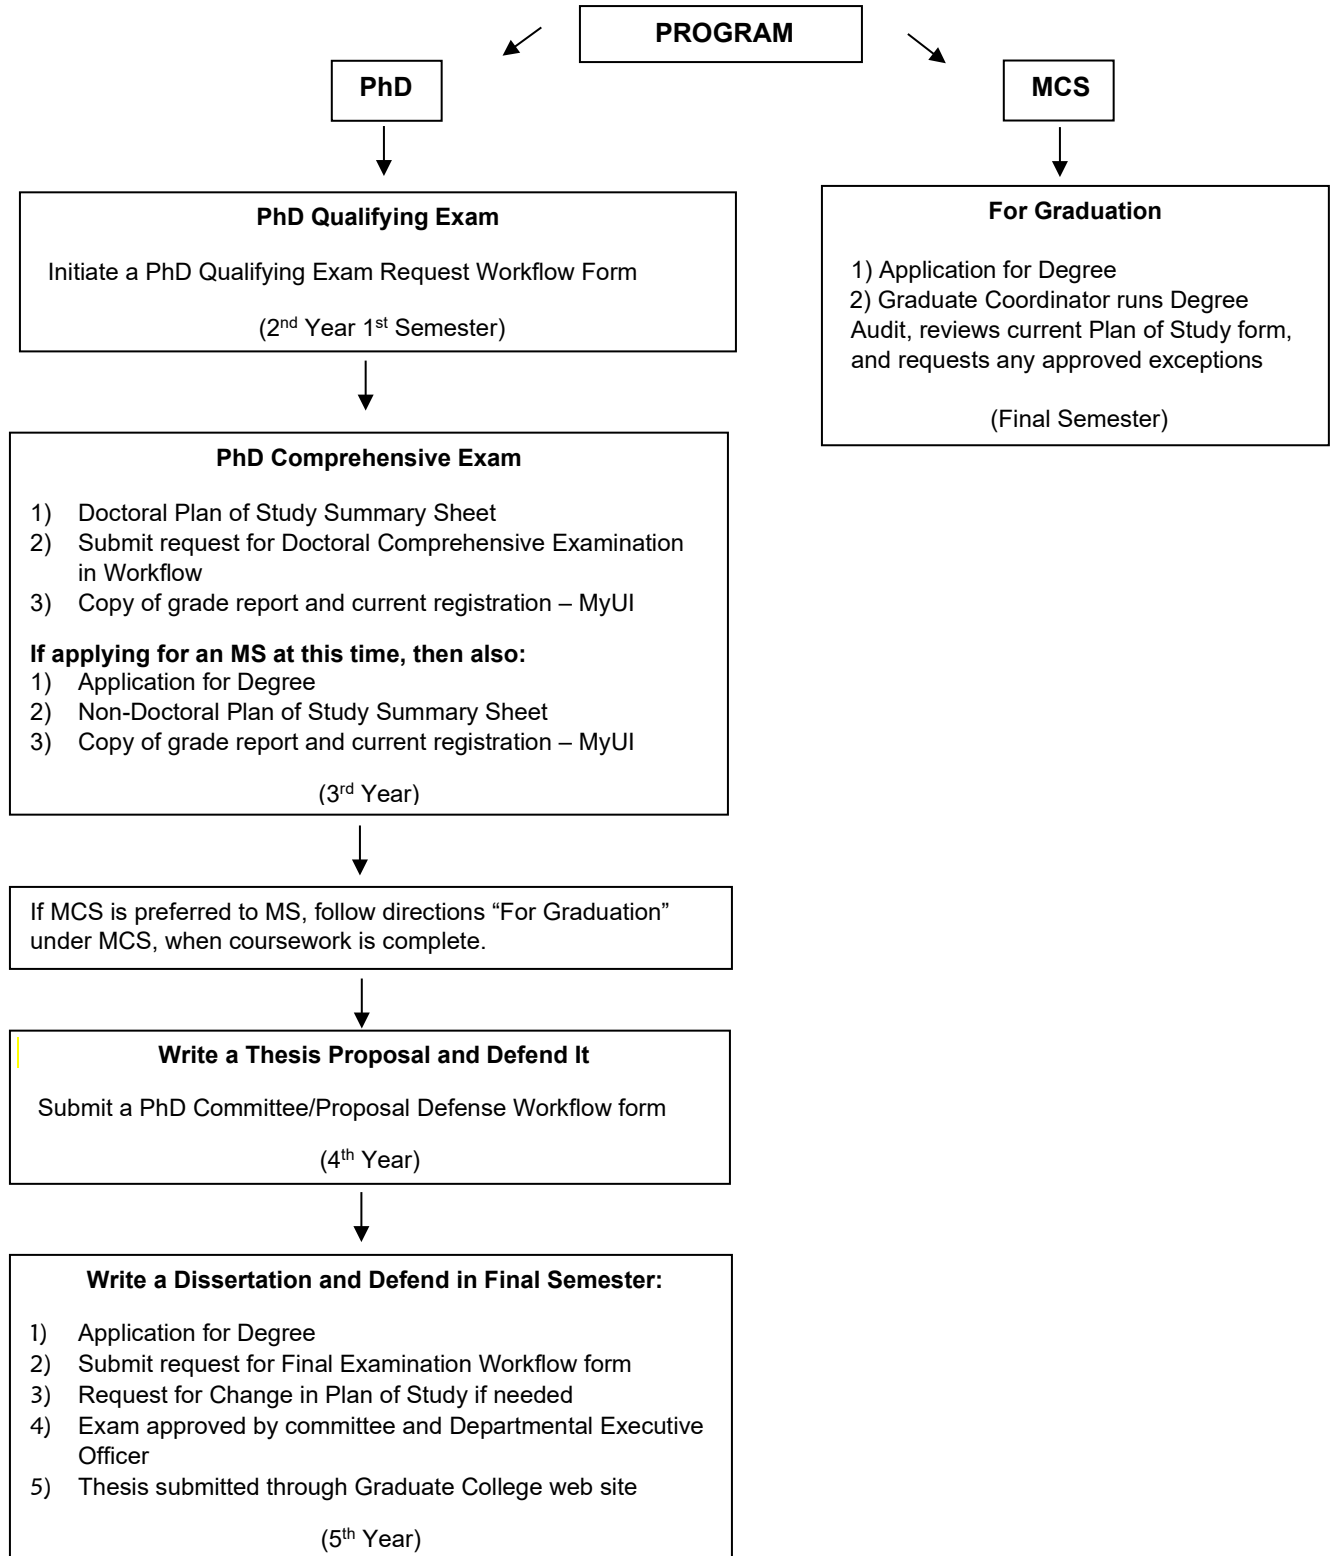 PROGRAM
PhD
MCS
PhD Qualifying Exam
Initiate a PhD Qualifying Exam Request Workflow Form
(2nd Year 1st Semester)
For Graduation
1) Application for Degree
2) Graduate Coordinator runs Degree
Audit, reviews current Plan of Study form,
and requests any approved exceptions
(Final Semester)
PhD Comprehensive Exam
1) Doctoral Plan of Study Summary Sheet
2) Submit request for Doctoral Comprehensive Examination
in Workflow
3) Copy of grade report and current registration – MyUI
If applying for an MS at this time, then also:
1) Application for Degree
2) Non-Doctoral Plan of Study Summary Sheet
3) Copy of grade report and current registration – MyUI
(3rd Year)
If MCS is preferred to MS, follow directions “For Graduation”
under MCS, when coursework is complete.
Write a Thesis Proposal and Defend It
Submit a PhD Committee/Proposal Defense Workflow form
(4th Year)
Write a Dissertation and Defend in Final Semester:
1) Application for Degree
2) Submit request for Final Examination Workflow form
3) Request for Change in Plan of Study if needed
4) Exam approved by committee and Departmental Executive
Officer
5) Thesis submitted through Graduate College web site
(5th Year)